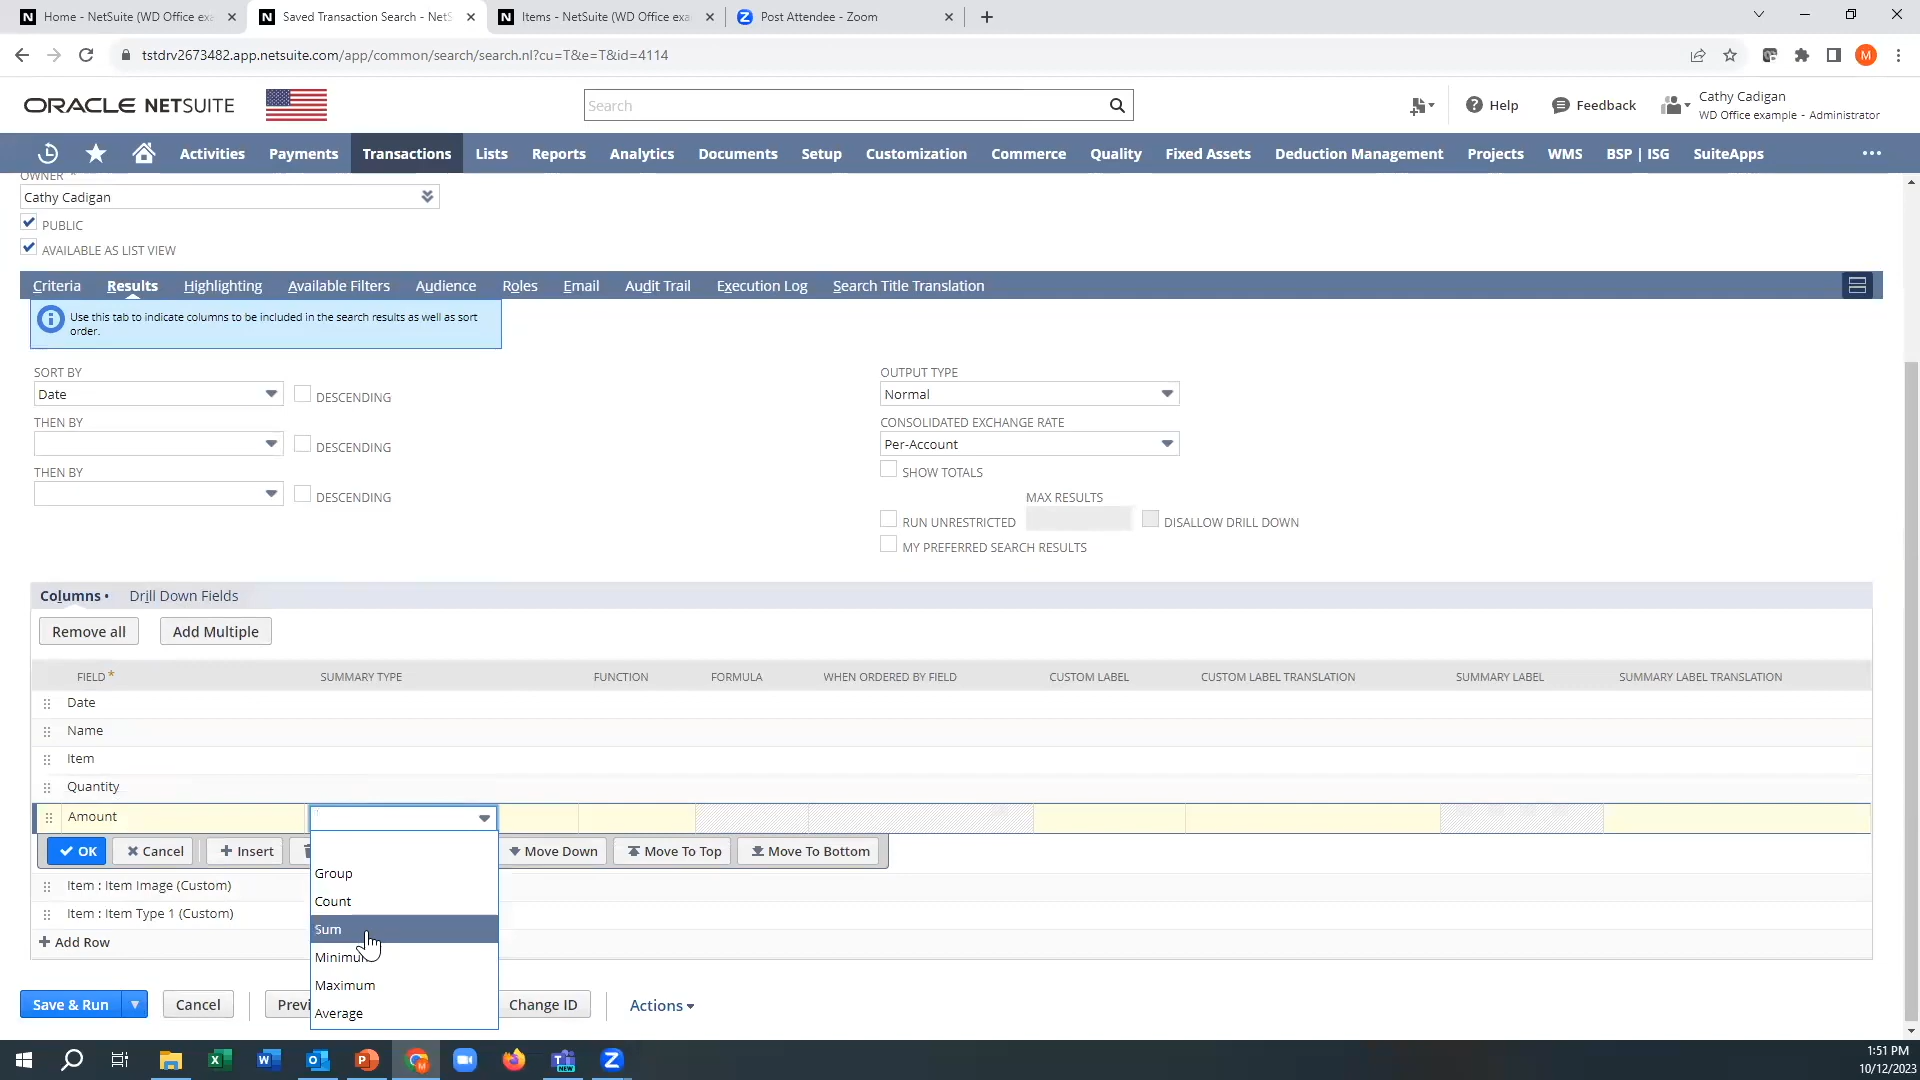 Home - NetSuite (WD Office exa
Saved Transaction Search - NetS
Items - NetSuite (WD Office exa
Post Attendee - Zoom
tstdrv2673482.app.netsuite.com/app/common/search/search.nl?cu=T&e=T&id=4114
M
ORACLE NETSUITE
Search
Help
Feedback
Cathy Cadigan
WD Office example - Administrator
Activities Payments Transactions Lists Reports Analytics Documents Setup Customization Commerce Quality Fixed Assets Deduction Management Projects WMS BSP | ISG SuiteApps
OWNER *
Cathy Cadigan
PUBLIC
AVAILABLE AS LIST VIEW
Criteria Results Highlighting Available Filters Audience Roles Email Audit Trail Execution Log Search Title Translation
Use this tab to indicate columns to be included in the search results as well as sort
order.
SORT BY
Date
DESCENDING
THEN BY
DESCENDING
THEN BY
DESCENDING
OUTPUT TYPE
Normal
CONSOLIDATED EXCHANGE RATE
Per-Account
SHOW TOTALS
MAX RESULTS
RUN UNRESTRICTED
DISALLOW DRILL DOWN
MY PREFERRED SEARCH RESULTS
Columns • Drill Down Fields
Remove all Add Multiple
FIELD * SUMMARY TYPE FUNCTION FORMULA WHEN ORDERED BY FIELD CUSTOM LABEL CUSTOM LABEL TRANSLATION SUMMARY LABEL SUMMARY LABEL TRANSLATION
Date
Name
Item
Quantity
Amount
OK Cancel + Insert Move Down Move To Top Move To Bottom
Group
Count
Sum
Minimum
Maximum
Average
Item : Item Image (Custom)
Item : Item Type 1 (Custom)
+ Add Row
Save & Run Cancel Previ Change ID Actions
NEW
1:51 PM
10/12/2023